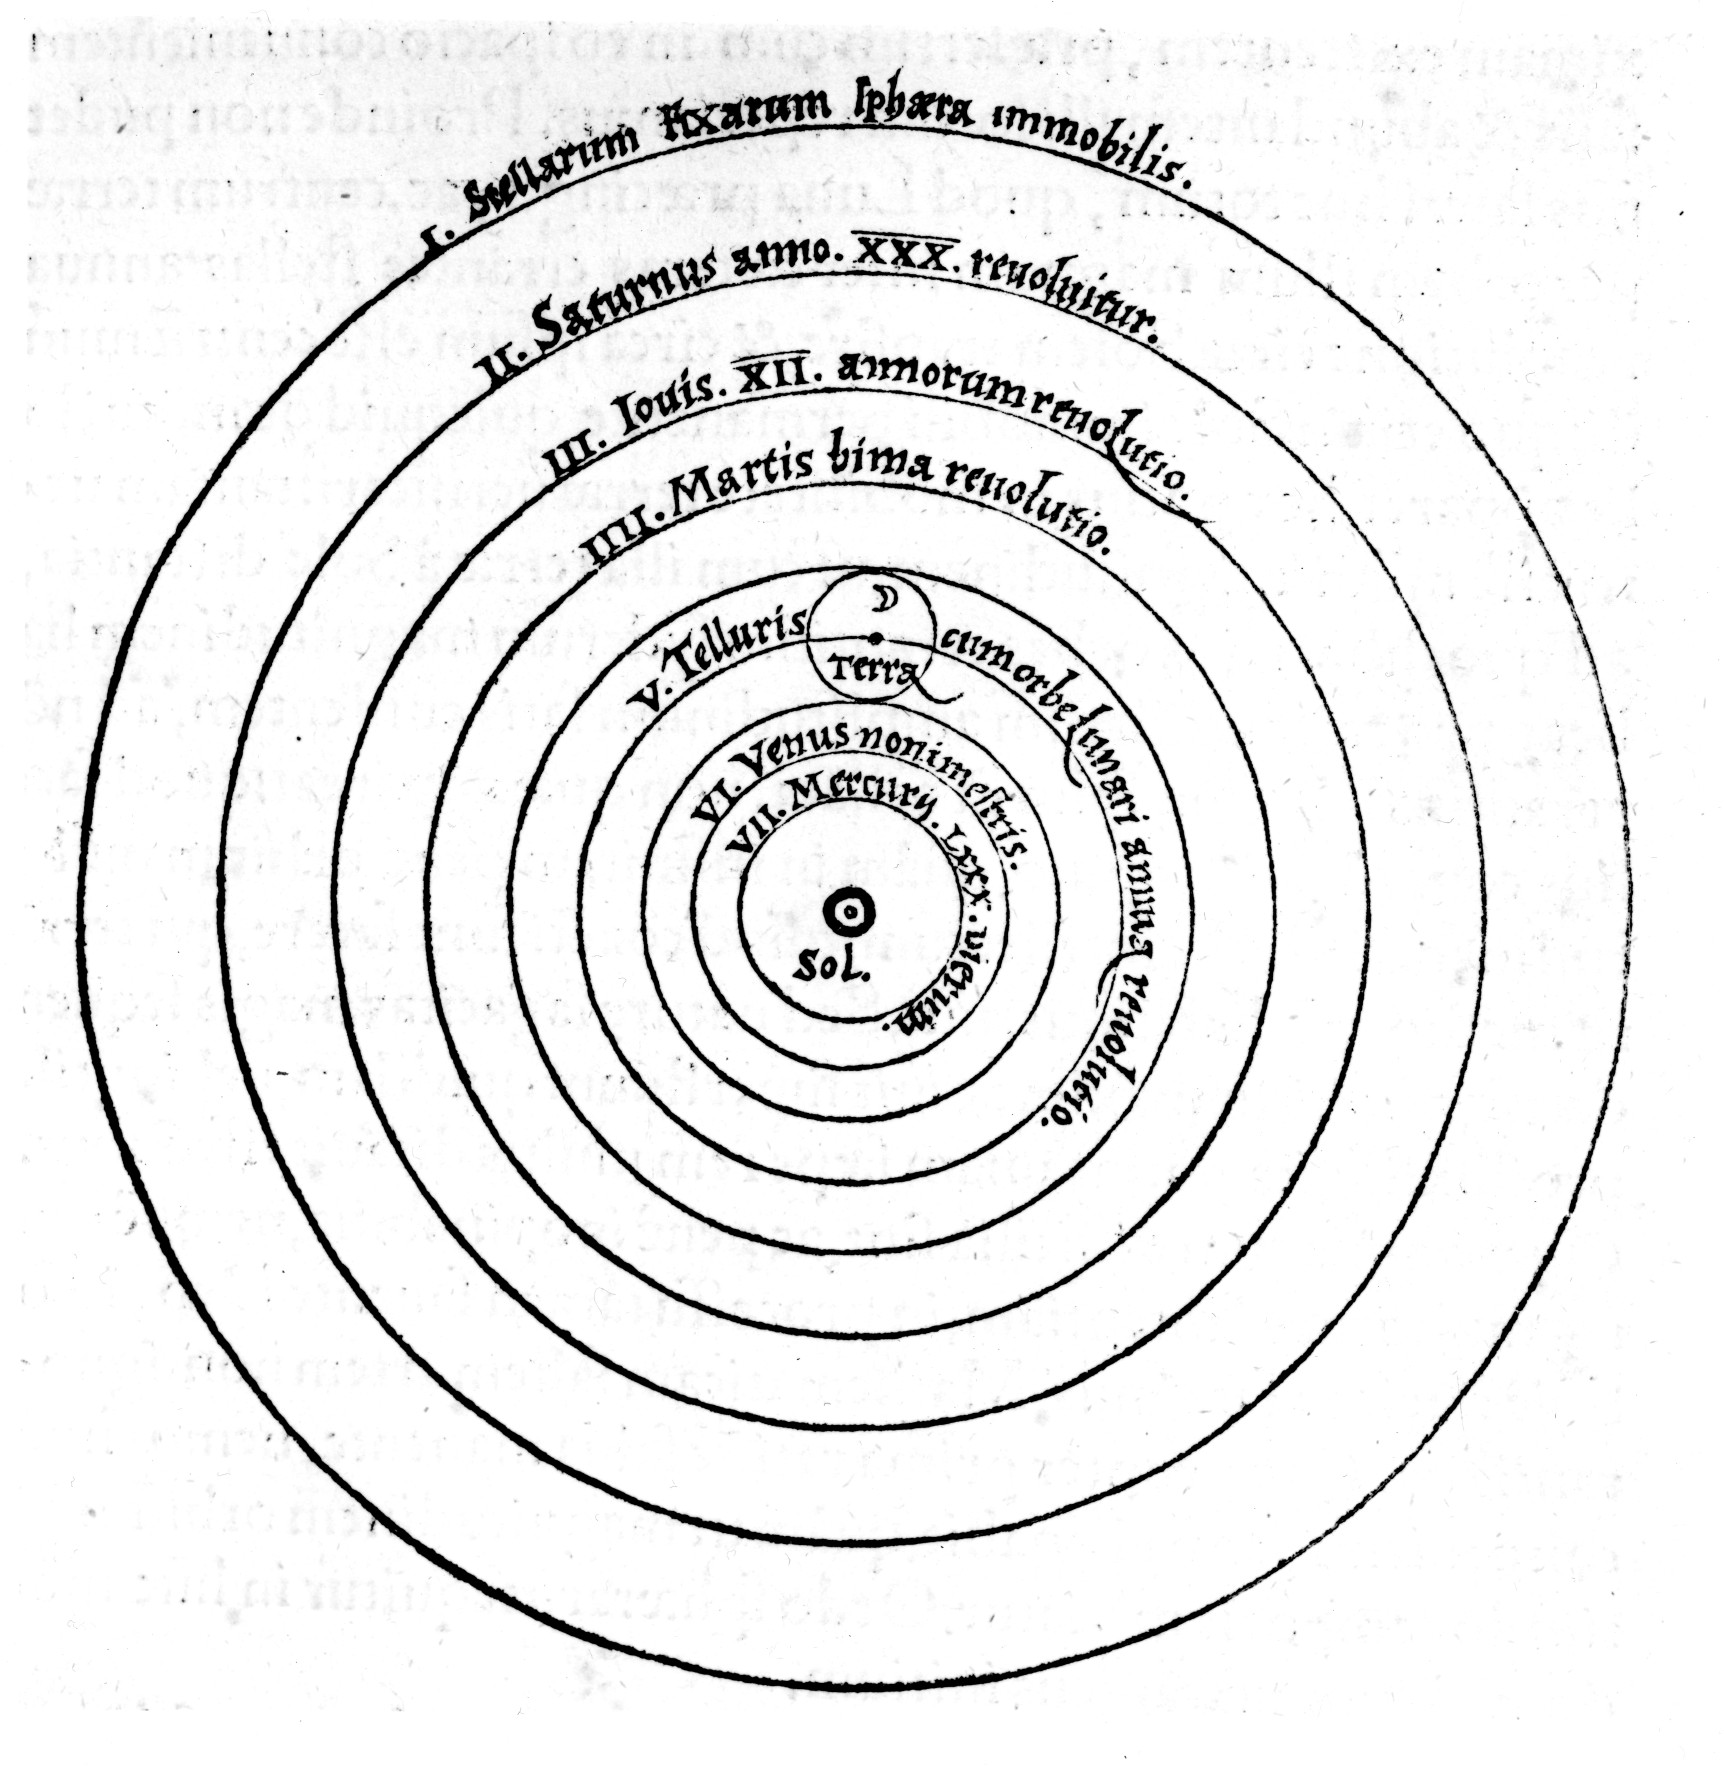 I. Stellarum Fixarum sphæra immobilis.
II. Saturnus anno. XXX. reuoluitur.
III. Iouis. XII. annorum reuolutio.
IIII. Martis bima reuolutio.
V. Telluris cum orbe lunari annua reuolutio.
Terra
VI. Venus nonimestris.
VII. Mercurij. LXXX. dierum.
Sol.